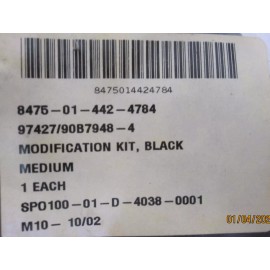 8475014424784
8475-01-442-4784
97427/90B7948-4
MODIFICATION KIT, BLACK
MEDIUM
1 EACH
SPO100-01-D-4038-0001
M10- 10/02